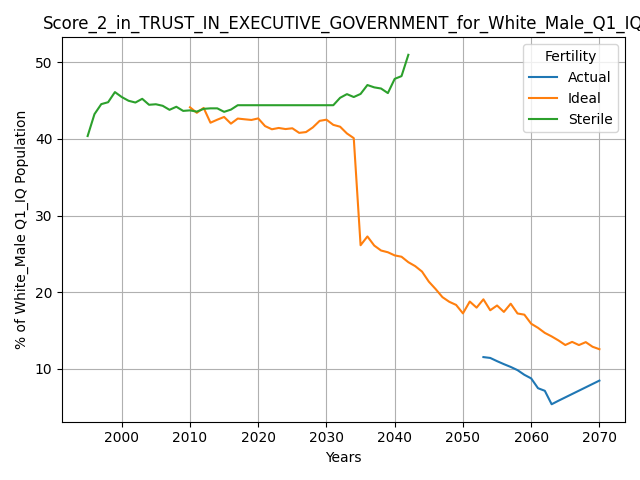 Score_2_in_TRUST_IN_EXECUTIVE_GOVERNMENT_for_White_Male_Q1_IQ
Fertility
Actual
Ideal
Sterile
% of White_Male Q1_IQ Population
50
40
30
20
10
2000 2010 2020 2030 2040 2050 2060 2070
Years